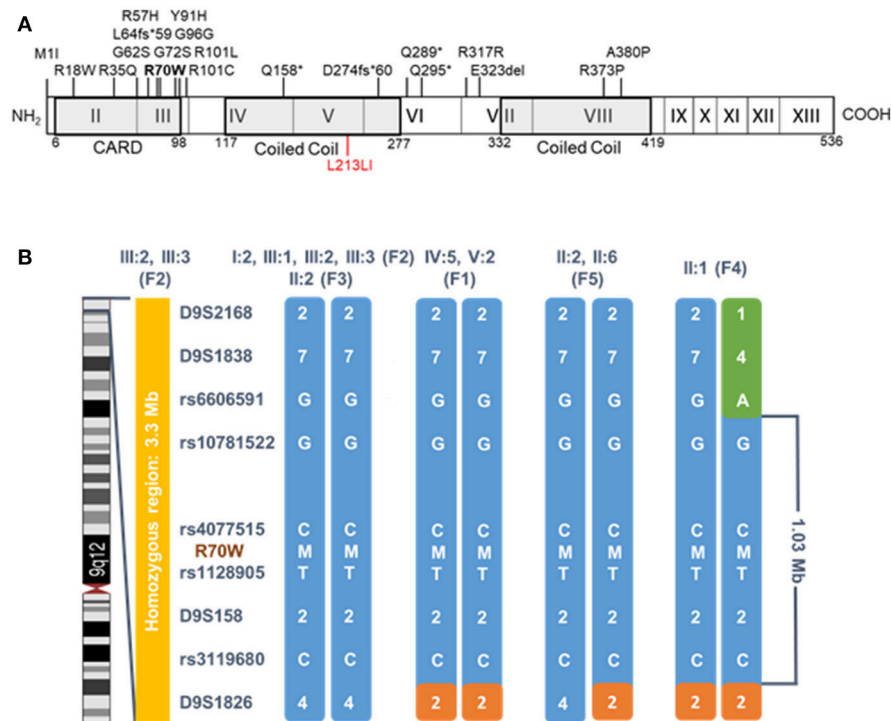 A
R57H Y91H
L64fs*59 G96G
M1I G62S G72S R101L Q289* R317R A380P
R18W R35Q R70W R101C Q158* D274fs*60 Q295* E323del R373P
NH2 II III IV V VI VII VIII IX X XI XII XIII COOH
6 98 117 277 332 419 536
CARD Coiled Coil Coiled Coil
L213LI
B
III:2, III:3 I:2, III:1, III:2, III:3 (F2) IV:5, V:2 II:2, II:6 II:1 (F4)
(F2) II:2 (F3) (F1) (F5)
D9S2168 2 2 2 2 2 2 2 1
D9S1838 7 7 7 7 7 7 7 4
rs6606591 G G G G G G G A
rs10781522 G G G G G G G G
rs4077515 C C C C C C C C
R70W M M M M M M M M
rs1128905 T T T T T T T T
D9S158 2 2 2 2 2 2 2 2
rs3119680 C C C C C C C C
D9S1826 4 4 2 2 4 2 2 2
9q12
Homozygous region: 3.3 Mb
1.03 Mb